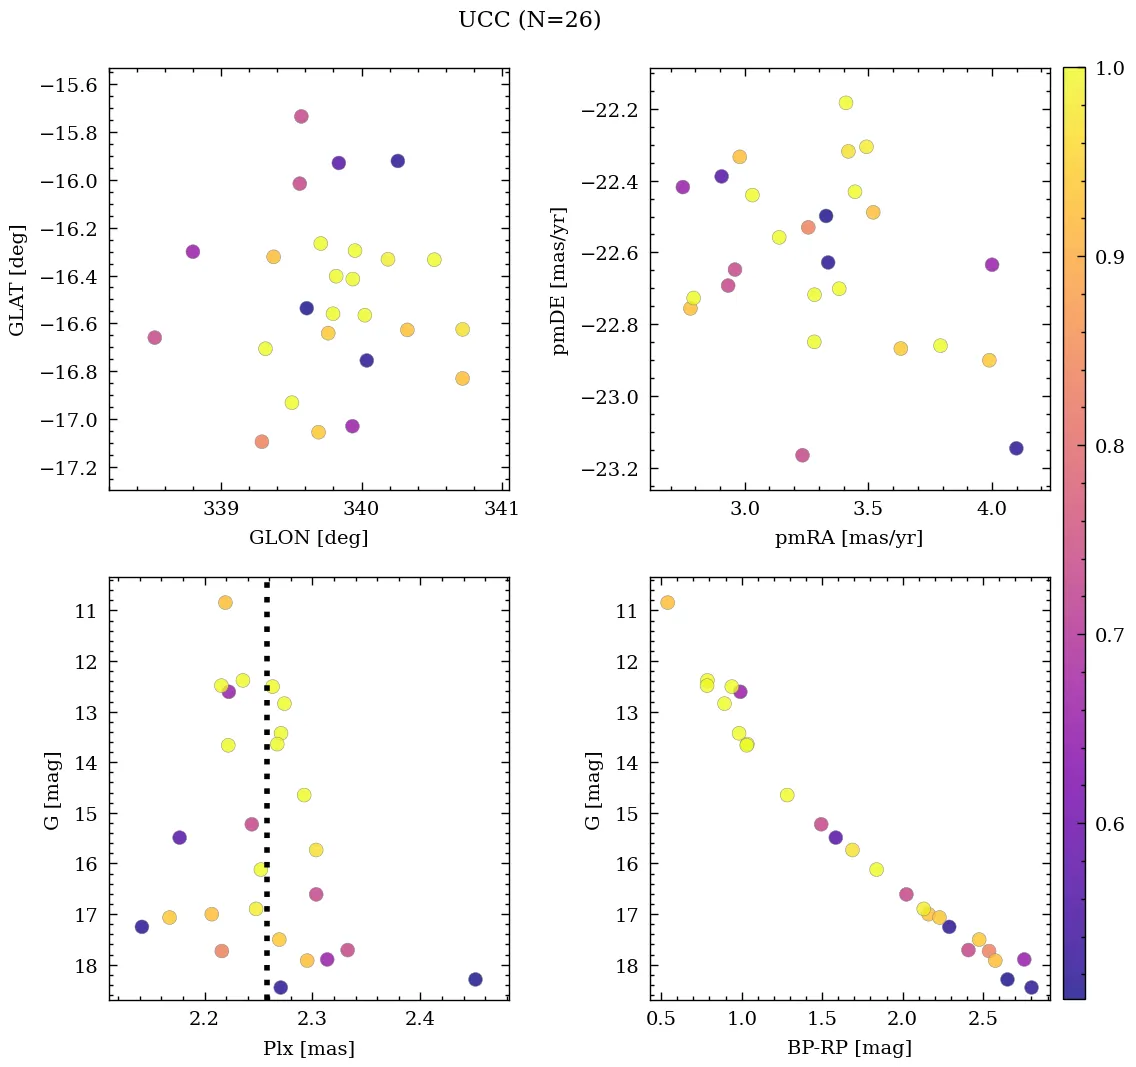 UCC (N=26)
−15.6
−15.8
−16.0
−16.2
−16.4
−16.6
−16.8
−17.0
−17.2
GLAT [deg]
339 340 341
GLON [deg]
−22.2
−22.4
−22.6
−22.8
−23.0
−23.2
pmDE [mas/yr]
3.0 3.5 4.0
pmRA [mas/yr]
1.0
0.9
0.8
0.7
0.6
11
12
13
14
15
16
17
18
G [mag]
2.2 2.3 2.4
Plx [mas]
11
12
13
14
15
16
17
18
G [mag]
0.5 1.0 1.5 2.0 2.5
BP-RP [mag]